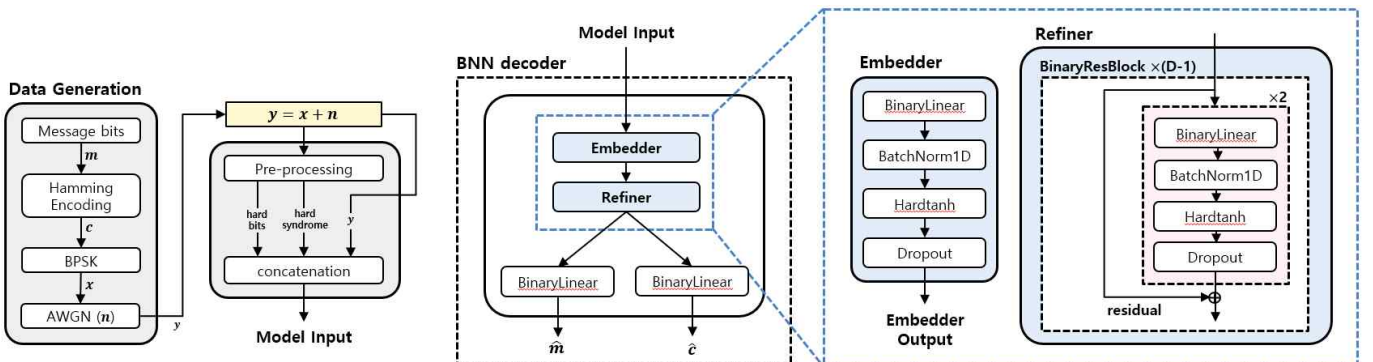 Data Generation
Message bits
m
Hamming
Encoding
c
BPSK
x
AWGN (n)
y
y = x + n
Pre-processing
hard
bits
hard
syndrome
y
concatenation
Model Input
BNN decoder
Model Input
Embedder
Refiner
BinaryLinear
BinaryLinear
m̂
ĉ
Embedder
BinaryLinear
BatchNorm1D
Hardtanh
Dropout
Embedder
Output
Refiner
BinaryResBlock ×(D-1)
×2
BinaryLinear
BatchNorm1D
Hardtanh
Dropout
residual